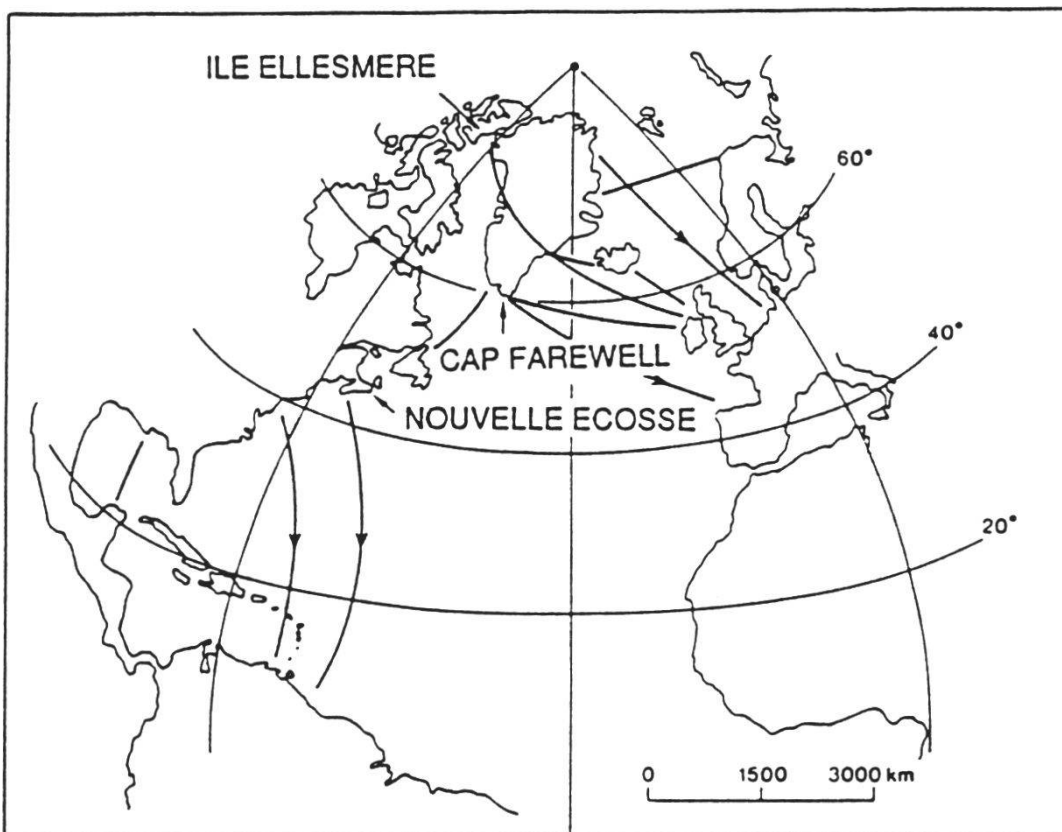 ILE ELLESMERE
60°
CAP FAREWELL
40°
NOUVELLE ECOSSE
20°
0 1500 3000 km